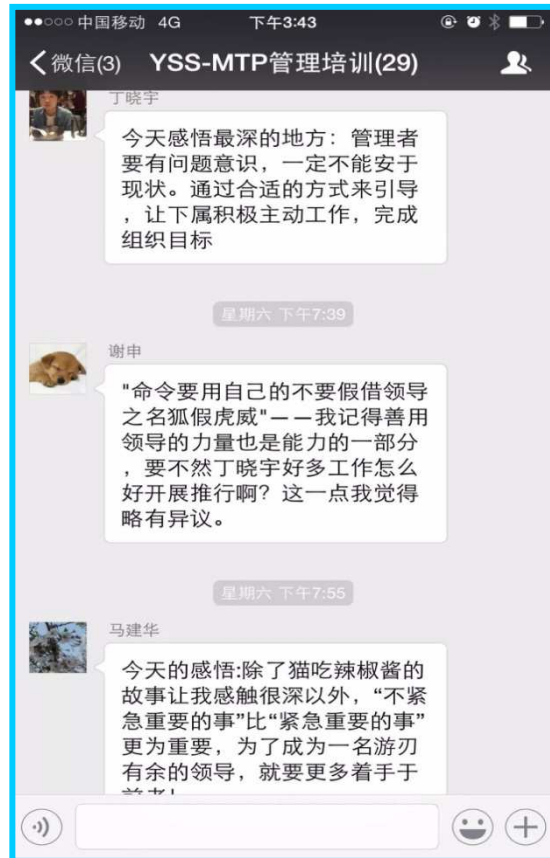 中国移动 4G 下午3:43
微信(3) YSS-MTP管理培训(29)
丁晓宇
今天感悟最深的地方：管理者
要有问题意识，一定不能安于
现状。通过合适的方式来引导
，让下属积极主动工作，完成
组织目标
星期六 下午7:39
谢申
"命令要用自己的不要假借领导
之名狐假虎威"——我记得善用
领导的力量也是能力的一部分
，要不然丁晓宇好多工作怎么
好开展推行啊？这一点我觉得
略有异议。
星期六 下午7:55
马建华
今天的感悟:除了猫吃辣椒酱的
故事让我感触很深以外，“不紧
急重要的事”比“紧急重要的事”
更为重要，为了成为一名游刃
有余的领导，就要更多着手于